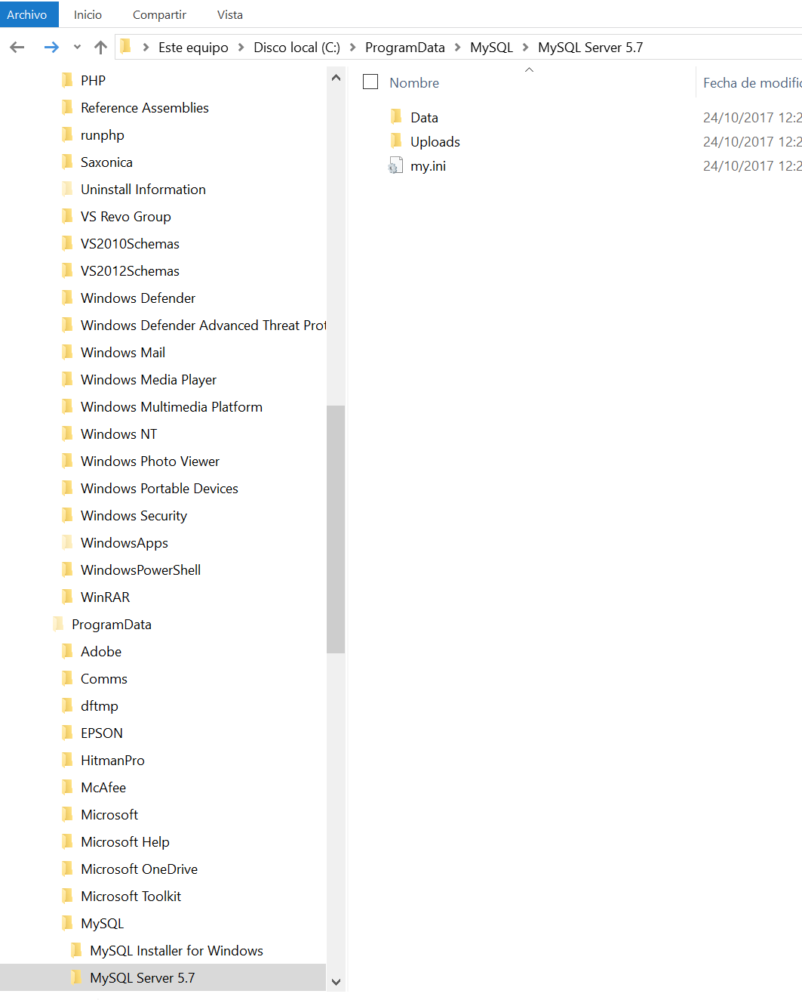 Archivo Inicio Compartir Vista
Este equipo Disco local (C:) ProgramData MySQL MySQL Server 5.7
PHP
Reference Assemblies
runphp
Saxonica
Uninstall Information
VS Revo Group
VS2010Schemas
VS2012Schemas
Windows Defender
Windows Defender Advanced Threat Prot
Windows Mail
Windows Media Player
Windows Multimedia Platform
Windows NT
Windows Photo Viewer
Windows Portable Devices
Windows Security
WindowsApps
WindowsPowerShell
WinRAR
ProgramData
Adobe
Comms
dftmp
EPSON
HitmanPro
McAfee
Microsoft
Microsoft Help
Microsoft OneDrive
Microsoft Toolkit
MySQL
MySQL Installer for Windows
MySQL Server 5.7
Nombre Fecha de modific
Data 24/10/2017 12:2
Uploads 24/10/2017 12:2
my.ini 24/10/2017 12:2